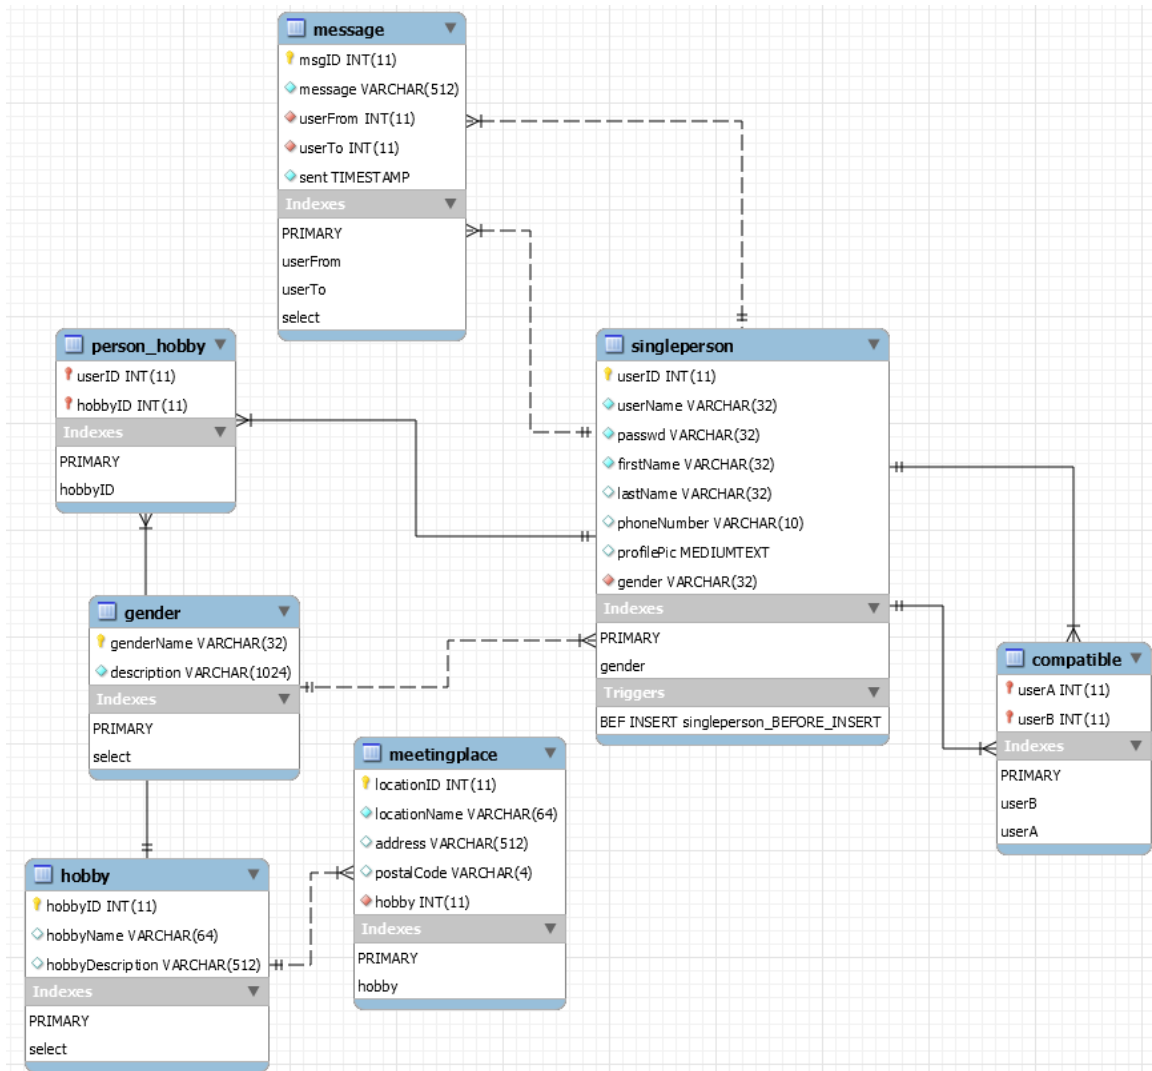 message
msgID INT(11)
message VARCHAR(512)
userFrom INT(11)
userTo INT(11)
sent TIMESTAMP
Indexes
PRIMARY
userFrom
userTo
select
person_hobby
userID INT(11)
hobbyID INT(11)
Indexes
PRIMARY
hobbyID
singleperson
userID INT(11)
userName VARCHAR(32)
passwd VARCHAR(32)
firstName VARCHAR(32)
lastName VARCHAR(32)
phoneNumber VARCHAR(10)
profilePic MEDIUMTEXT
gender VARCHAR(32)
Indexes
PRIMARY
gender
Triggers
BEF INSERT singleperson_BEFORE_INSERT
gender
genderName VARCHAR(32)
description VARCHAR(1024)
Indexes
PRIMARY
select
compatible
userA INT(11)
userB INT(11)
Indexes
PRIMARY
userB
userA
meetingplace
locationID INT(11)
locationName VARCHAR(64)
address VARCHAR(512)
postalCode VARCHAR(4)
hobby INT(11)
Indexes
PRIMARY
hobby
hobby
hobbyID INT(11)
hobbyName VARCHAR(64)
hobbyDescription VARCHAR(512)
Indexes
PRIMARY
select